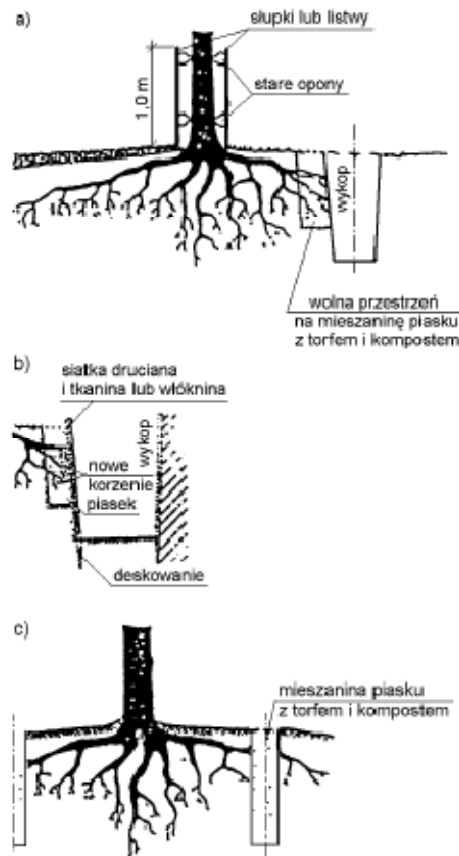 a)
słupki lub listwy
1,0 m
stare opony
wykop
wolna przestrzeń
na mieszaninę piasku
z torfem i kompostem
b)
siatka druciana
i tkanina lub włóknina
wykop
nowe
korzenie
piasek
deskowanie
c)
mieszanina piasku
z torfem i kompostem